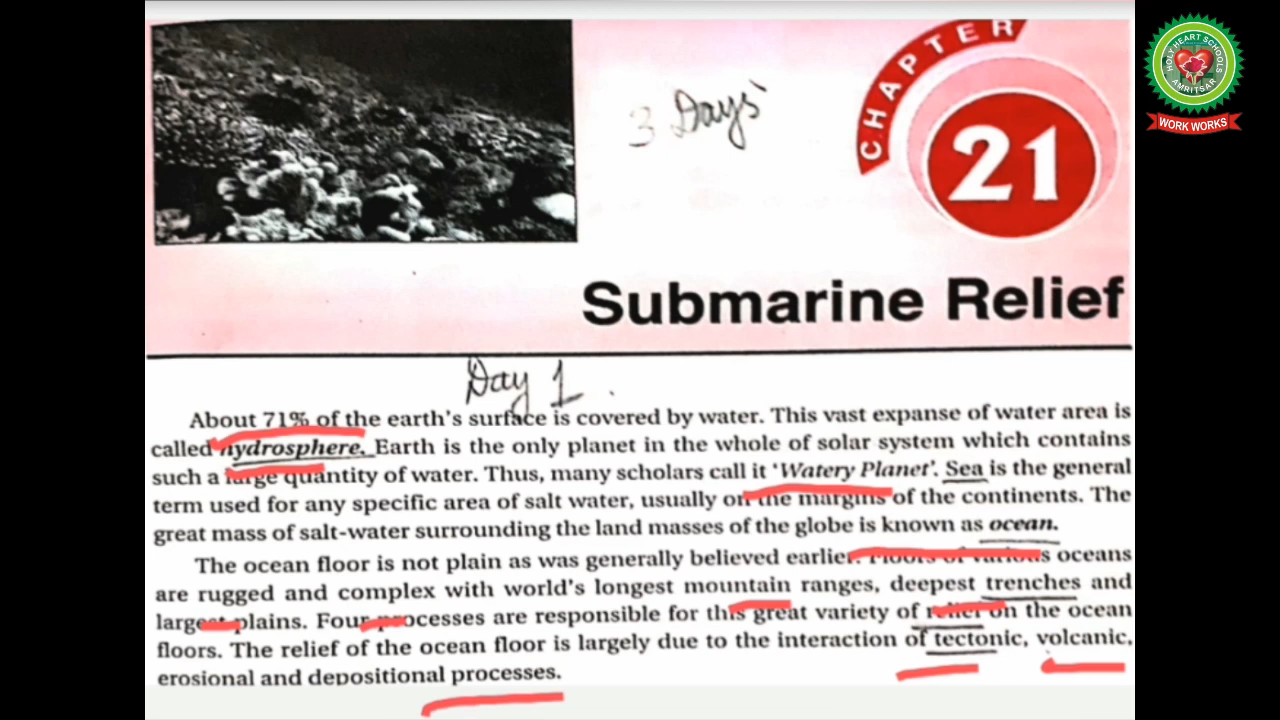 HOLY HEART SCHOOLS
AMRITSAR
WORK WORKS
CHAPTER
21
3 Days
Submarine Relief
Day 1
About 71% of the earth's surface is covered by water. This vast expanse of water area is
called hydrosphere. Earth is the only planet in the whole of solar system which contains
such a large quantity of water. Thus, many scholars call it 'Watery Planet'. Sea is the general
term used for any specific area of salt water, usually on the margins of the continents. The
great mass of salt-water surrounding the land masses of the globe is known as ocean.
The ocean floor is not plain as was generally believed earlier. Floors of various oceans
are rugged and complex with world's longest mountain ranges, deepest trenches and
largest plains. Four processes are responsible for this great variety of relief on the ocean
floors. The relief of the ocean floor is largely due to the interaction of tectonic, volcanic,
erosional and depositional processes.